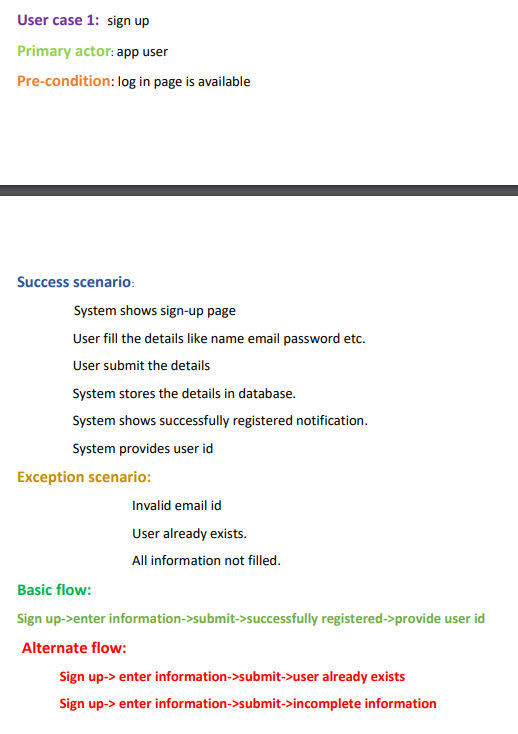 User case 1: sign up
Primary actor: app user
Pre-condition: log in page is available
Success scenario:
System shows sign-up page
User fill the details like name email password etc.
User submit the details
System stores the details in database.
System shows successfully registered notification.
System provides user id
Exception scenario:
Invalid email id
User already exists.
All information not filled.
Basic flow:
Sign up->enter information->submit->successfully registered->provide user id
Alternate flow:
Sign up-> enter information->submit->user already exists
Sign up-> enter information->submit->incomplete information